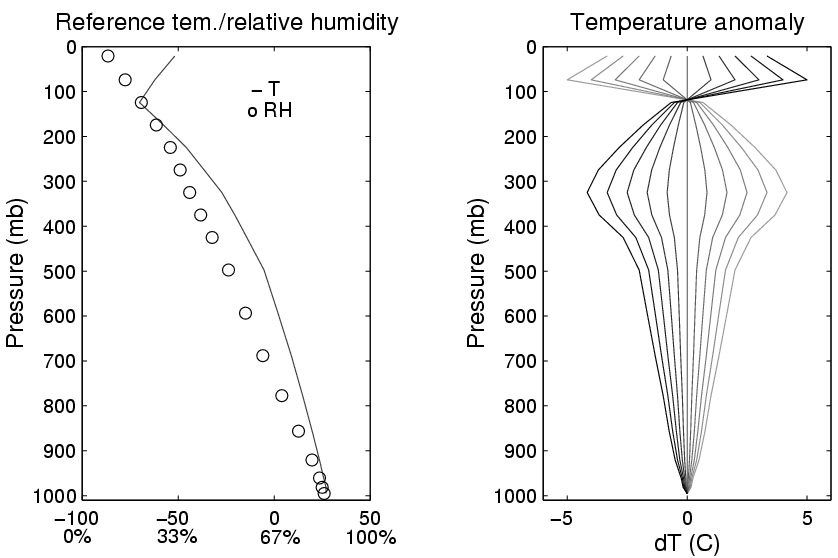 Reference tem./relative humidity
0
100
200
300
400
500
600
700
800
900
1000
Pressure (mb)
– T
o RH
−100 −50 0 50
0% 33% 67% 100%
Temperature anomaly
0
100
200
300
400
500
600
700
800
900
1000
Pressure (mb)
−5 0 5
dT (C)